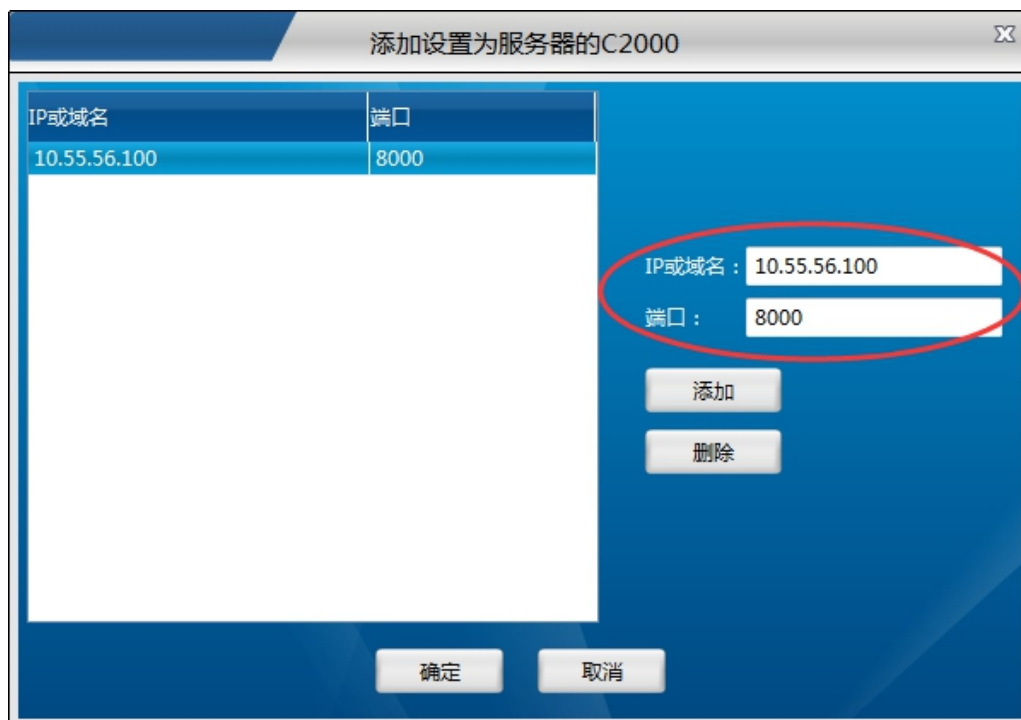 添加设置为服务器的C2000
IP或域名 端口
10.55.56.100 8000
IP或域名： 10.55.56.100
端口： 8000
添加
删除
确定 取消